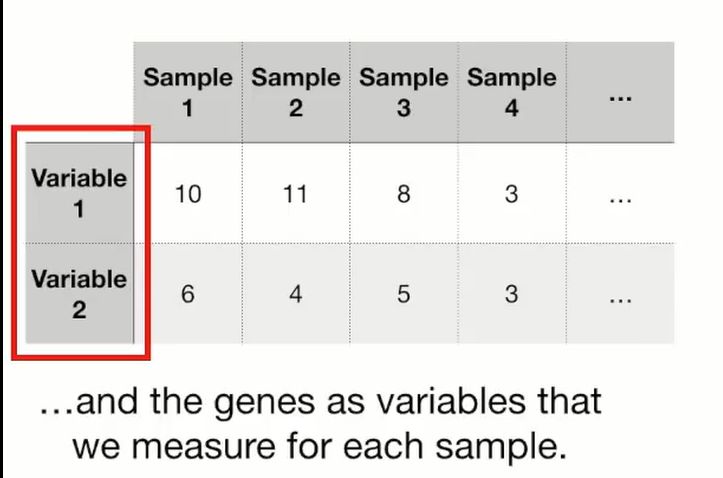 Sample 1 Sample 2 Sample 3 Sample 4 ...
Variable 1 10 11 8 3 ...
Variable 2 6 4 5 3 ...
...and the genes as variables that
we measure for each sample.